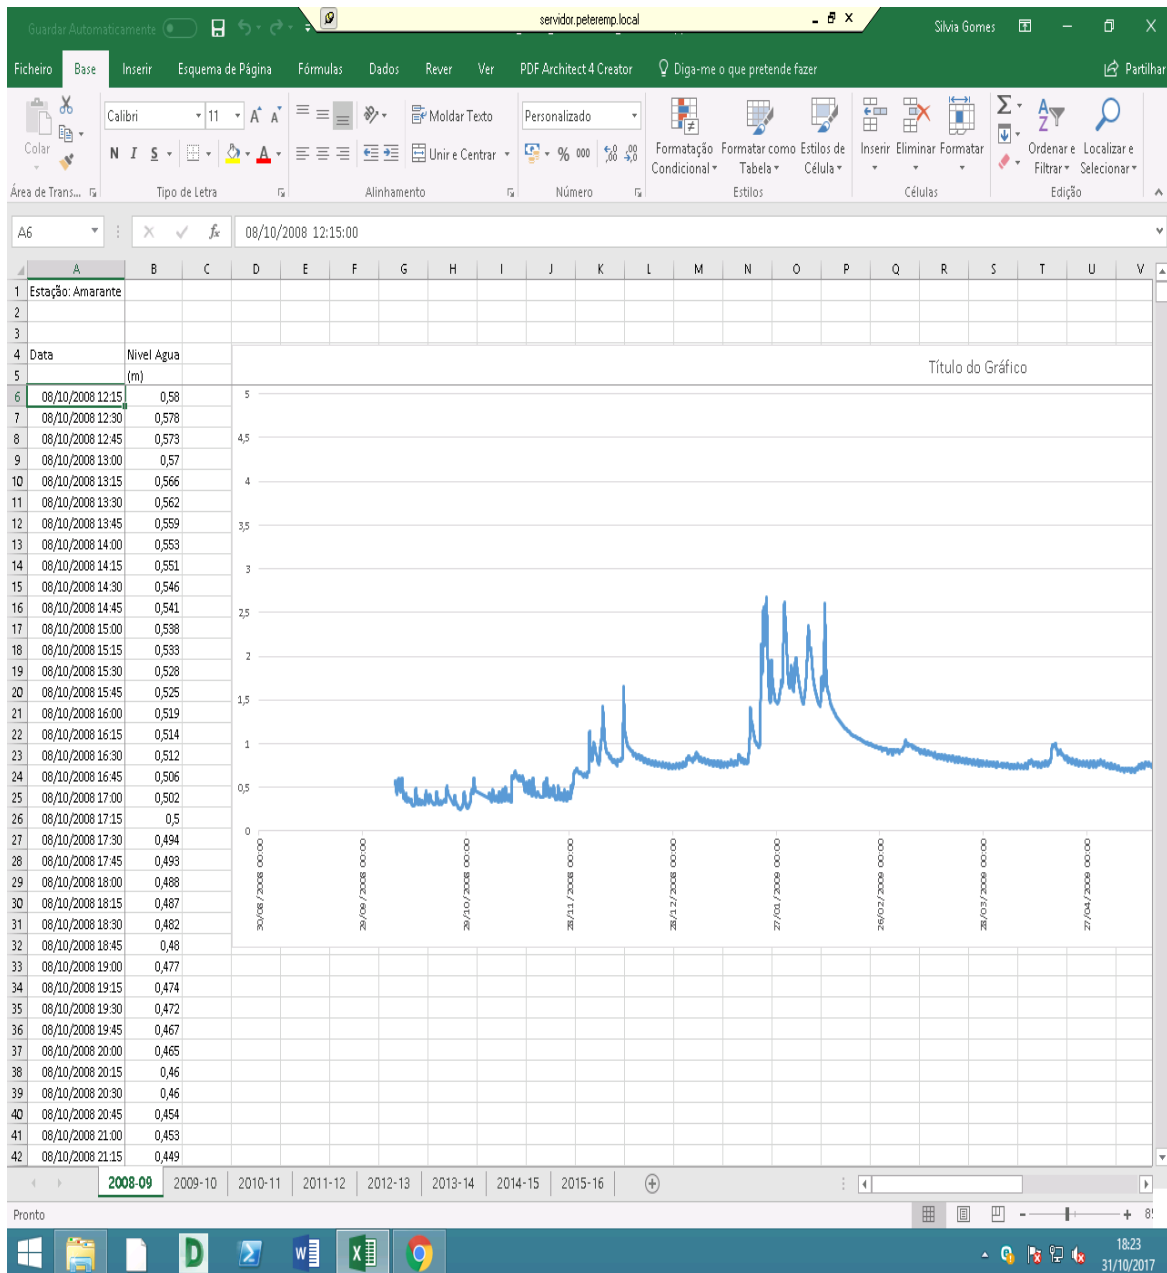 Guardar Automaticamente
servidor.peteremp.local
Silvia Gomes
Ficheiro Base Inserir Esquema de Página Fórmulas Dados Rever Ver PDF Architect 4 Creator Diga-me o que pretende fazer Partilhar
Colar
Calibri 11
N I S
Moldar Texto
Unir e Centrar
Personalizado
% 000
Formatação Condicional
Formatar como Tabela
Estilos de Célula
Inserir Eliminar Formatar
Ordenar e Filtrar
Localizar e Selecionar
Área de Trans... Tipo de Letra Alinhamento Número Estilos Células Edição
A6 fx 08/10/2008 12:15:00
A B C D E F G H I J K L M N O P Q R S T U V
1 Estação: Amarante
2
3
4 Data Nivel Agua
5 (m)
6 08/10/2008 12:15 0,58
7 08/10/2008 12:30 0,578
8 08/10/2008 12:45 0,573
9 08/10/2008 13:00 0,57
10 08/10/2008 13:15 0,566
11 08/10/2008 13:30 0,562
12 08/10/2008 13:45 0,559
13 08/10/2008 14:00 0,553
14 08/10/2008 14:15 0,551
15 08/10/2008 14:30 0,546
16 08/10/2008 14:45 0,541
17 08/10/2008 15:00 0,538
18 08/10/2008 15:15 0,533
19 08/10/2008 15:30 0,528
20 08/10/2008 15:45 0,525
21 08/10/2008 16:00 0,519
22 08/10/2008 16:15 0,514
23 08/10/2008 16:30 0,512
24 08/10/2008 16:45 0,506
25 08/10/2008 17:00 0,502
26 08/10/2008 17:15 0,5
27 08/10/2008 17:30 0,494
28 08/10/2008 17:45 0,493
29 08/10/2008 18:00 0,488
30 08/10/2008 18:15 0,487
31 08/10/2008 18:30 0,482
32 08/10/2008 18:45 0,48
33 08/10/2008 19:00 0,477
34 08/10/2008 19:15 0,474
35 08/10/2008 19:30 0,472
36 08/10/2008 19:45 0,467
37 08/10/2008 20:00 0,465
38 08/10/2008 20:15 0,46
39 08/10/2008 20:30 0,46
40 08/10/2008 20:45 0,454
41 08/10/2008 21:00 0,453
42 08/10/2008 21:15 0,449
Título do Gráfico
5
4,5
4
3,5
3
2,5
2
1,5
1
0,5
0
30/08/2008 00:00
29/09/2008 00:00
29/10/2008 00:00
28/11/2008 00:00
28/12/2008 00:00
27/01/2009 00:00
26/02/2009 00:00
28/03/2009 00:00
27/04/2009 00:00
2008-09 2009-10 2010-11 2011-12 2012-13 2013-14 2014-15 2015-16
Pronto
18:23
31/10/2017